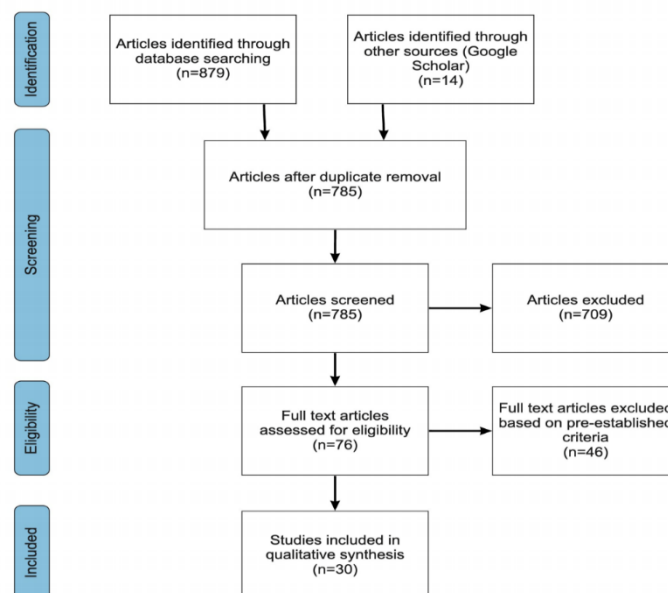 Identification
Articles identified through
database searching
(n=879)
Articles identified through
other sources (Google
Scholar)
(n=14)
Screening
Articles after duplicate removal
(n=785)
Articles screened
(n=785)
Articles excluded
(n=709)
Eligibility
Full text articles
assessed for eligibility
(n=76)
Full text articles excluded
based on pre-established
criteria
(n=46)
Included
Studies included in
qualitative synthesis
(n=30)